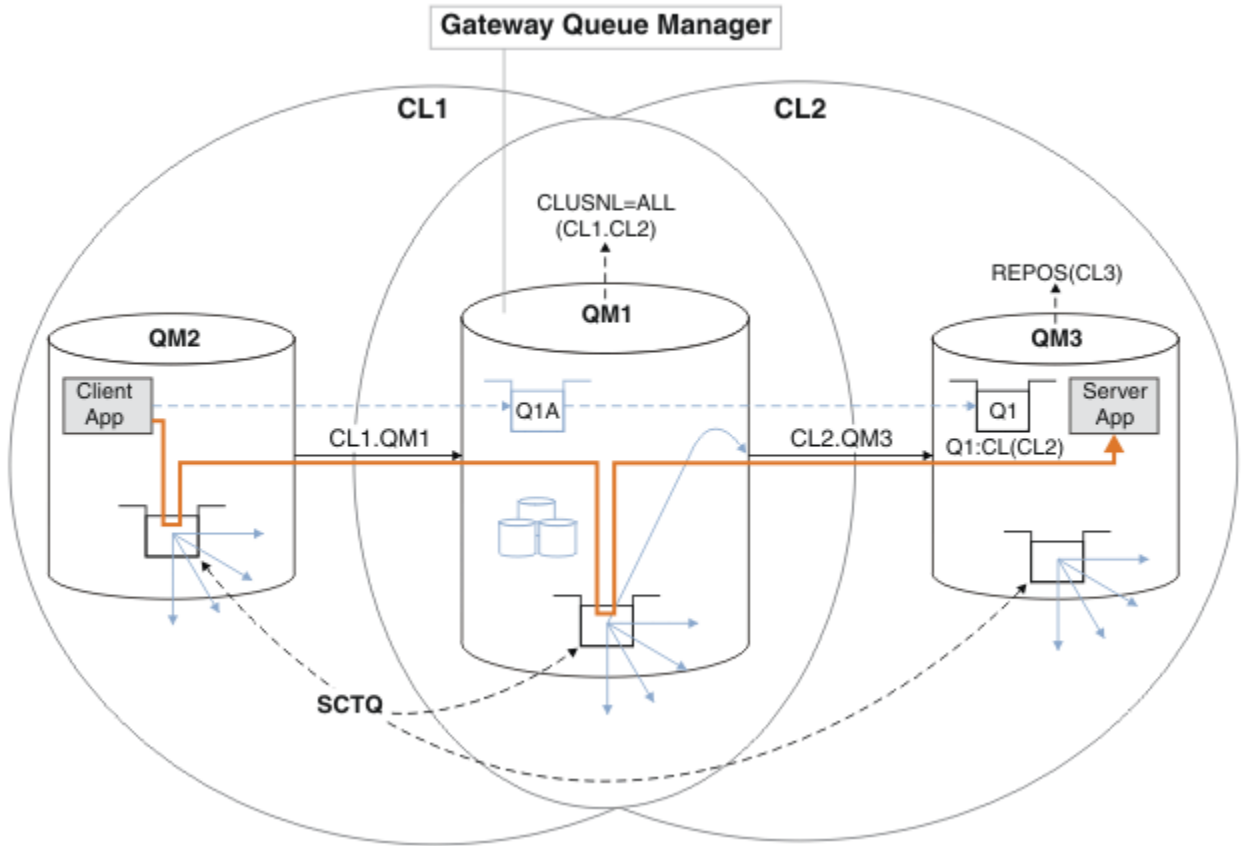 Gateway Queue Manager
CL1
CL2
CLUSNL=ALL
(CL1.CL2)
REPOS(CL3)
QM2
QM1
QM3
Client
App
Q1A
Q1
Server
App
CL1.QM1
CL2.QM3
Q1:CL(CL2)
SCTQ